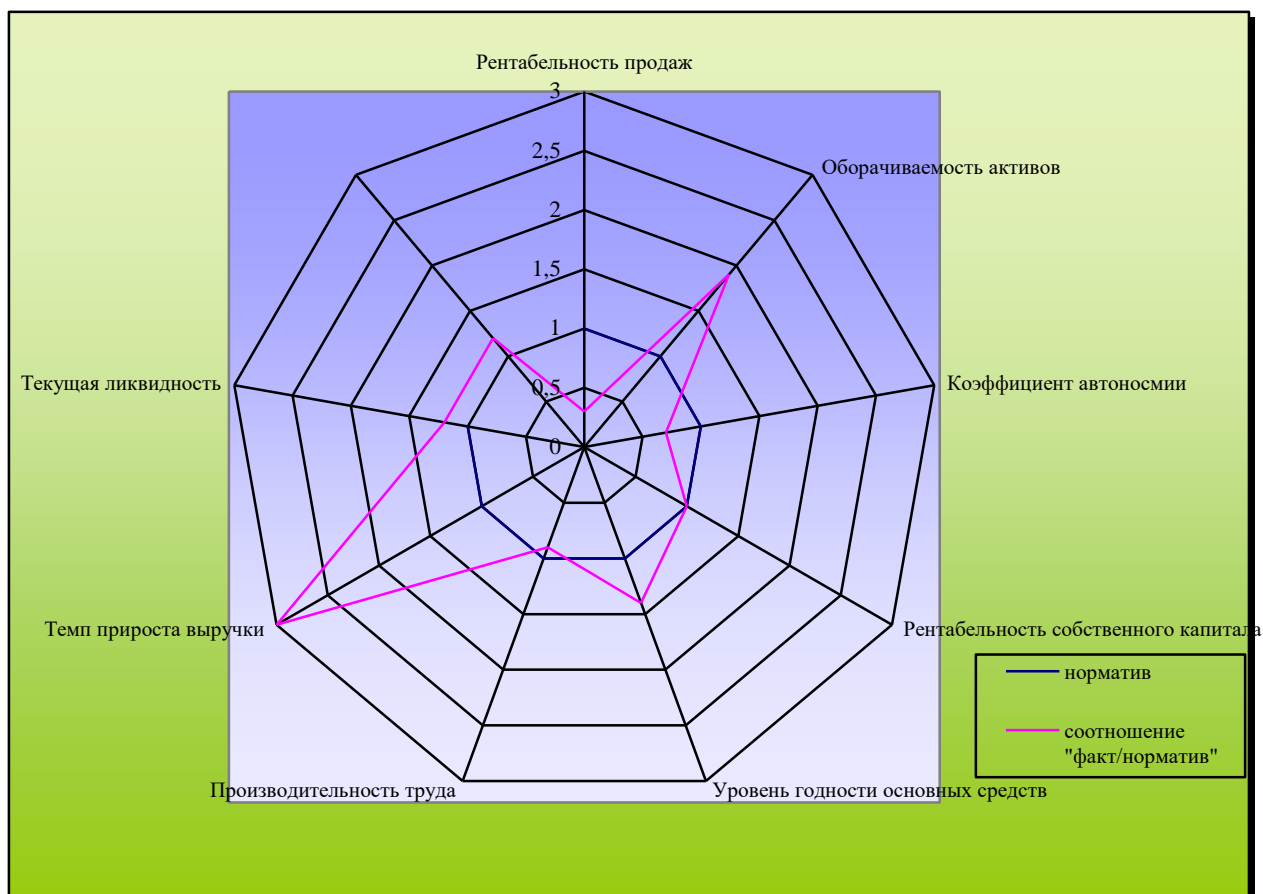 Рентабельность продаж
3
2,5
Оборачиваемость активов
2
1,5
1
0,5
Текущая ликвидность
Коэффициент автоносмии
0
Темп прироста выручки
Рентабельность собственного капитала
норматив
соотношение
"факт/норматив"
Производительность труда
Уровень годности основных средств